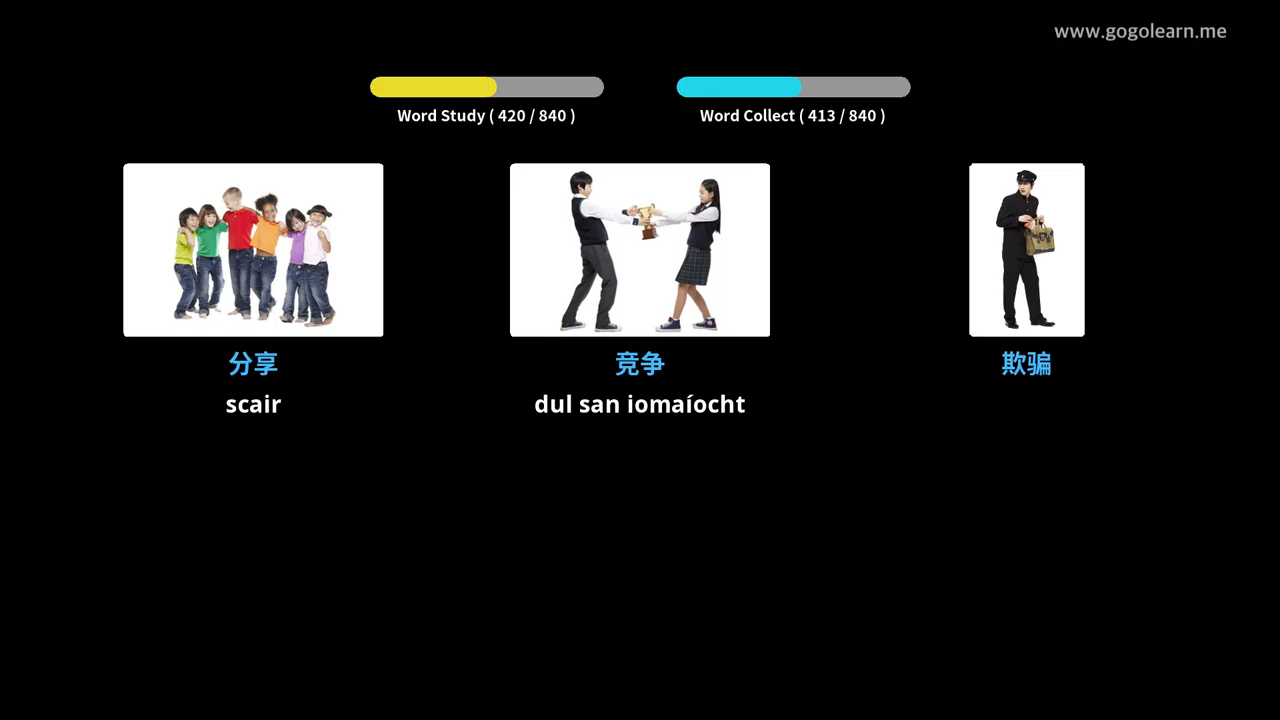 www.gogolearn.me
Word Study ( 420 / 840 )
Word Collect ( 413 / 840 )
分享
竞争
欺骗
scair
dul san iomaíocht